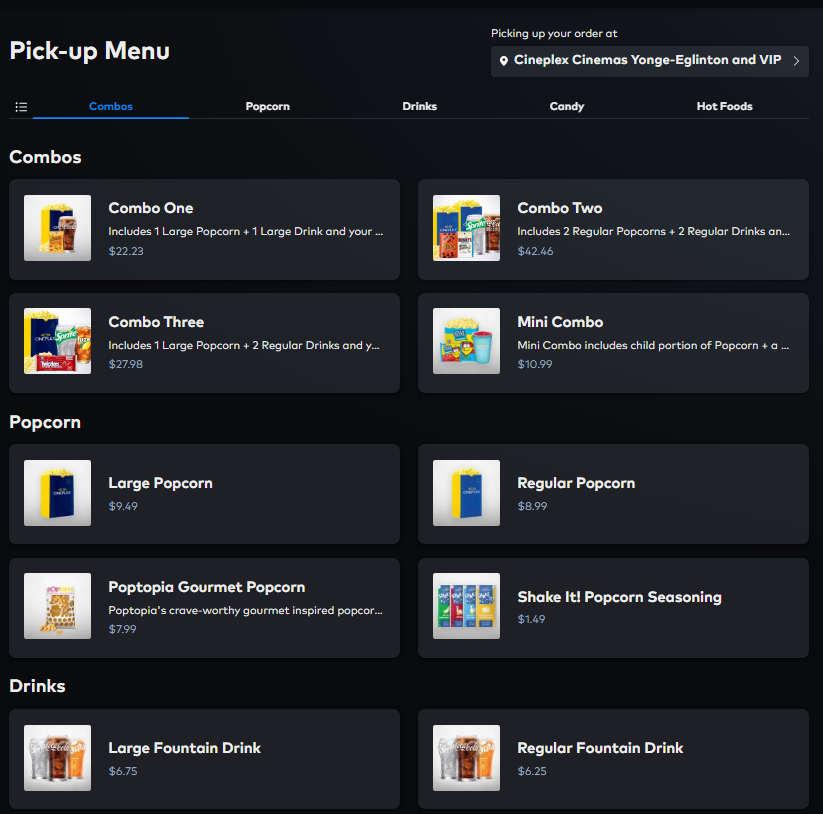 Pick-up Menu
Picking up your order at
Cineplex Cinemas Yonge-Eglinton and VIP
Combos
Popcorn
Drinks
Candy
Hot Foods
Combos
Combo One
Includes 1 Large Popcorn + 1 Large Drink and your ...
$22.23
Combo Two
Includes 2 Regular Popcorns + 2 Regular Drinks an...
$42.46
Combo Three
Includes 1 Large Popcorn + 2 Regular Drinks and y...
$27.98
Mini Combo
Mini Combo includes child portion of Popcorn + a ...
$10.99
Popcorn
Large Popcorn
$9.49
Regular Popcorn
$8.99
Poptopia Gourmet Popcorn
Poptopia's crave-worthy gourmet inspired popcor...
$7.99
Shake It! Popcorn Seasoning
$1.49
Drinks
Large Fountain Drink
$6.75
Regular Fountain Drink
$6.25